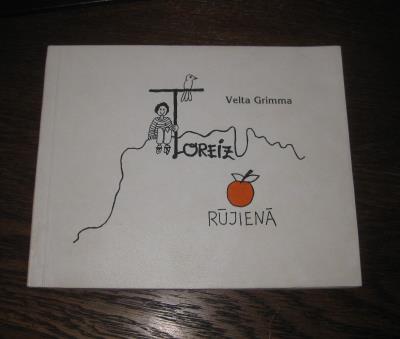 Velta Grimma
Toreiz
RŪJIENĀ